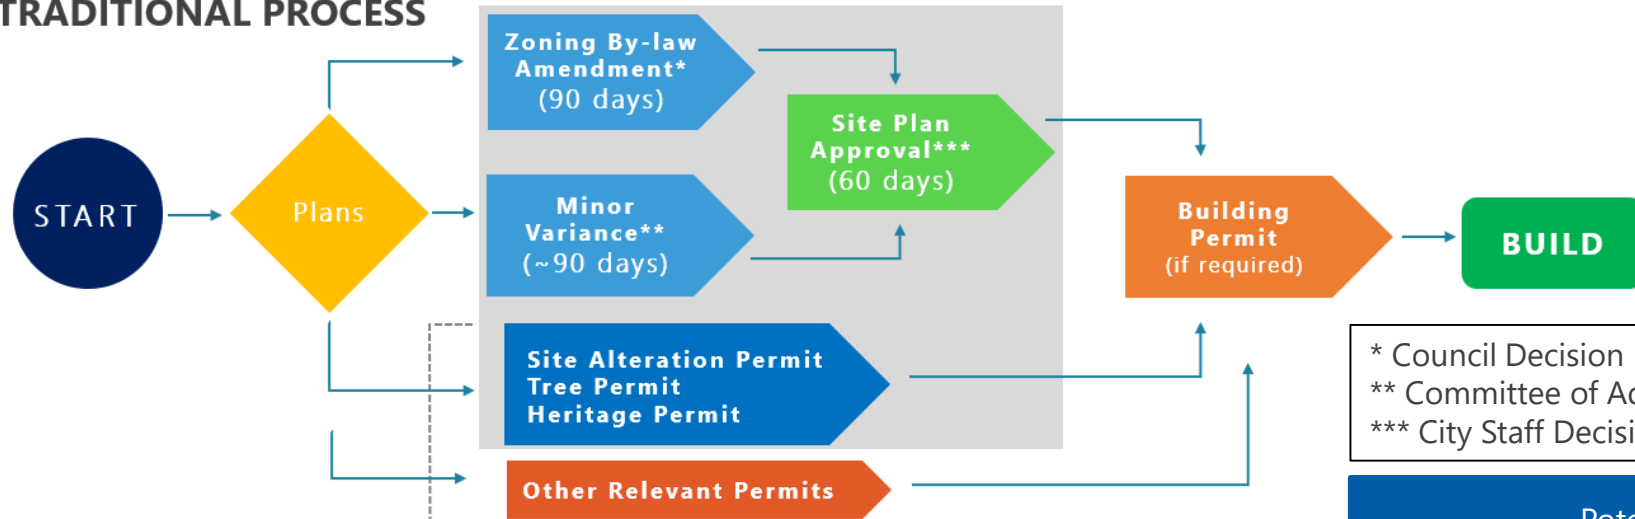 TRADITIONAL PROCESS
START
Plans
Zoning By-law
Amendment*
(90 days)
Minor
Variance**
(~90 days)
Site Plan
Approval***
(60 days)
Site Alteration Permit
Tree Permit
Heritage Permit
Other Relevant Permits
Building
Permit
(if required)
BUILD
* Council Decision
** Committee of
*** City Staff